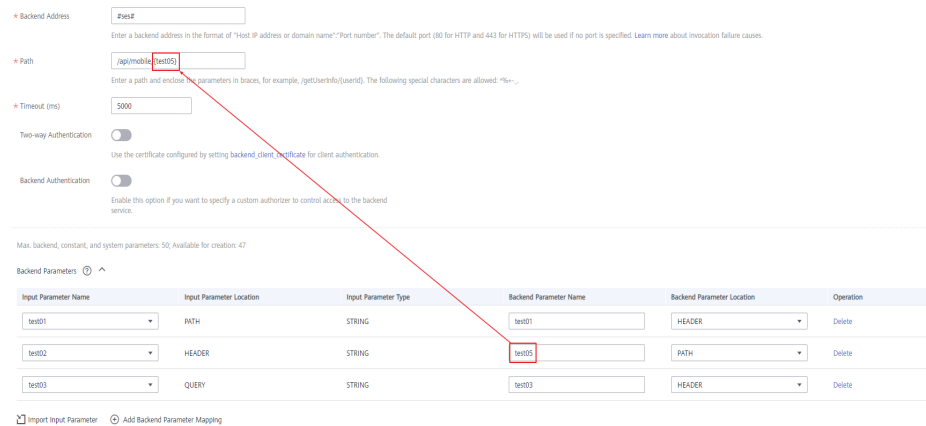 * Backend Address #ses#
Enter a backend address in the format of "Host IP address or domain name":"Port number". The default port (80 for HTTP and 443 for HTTPS) will be used if no port is specified. Learn more about invocation failure causes.
* Path /api/mobile/{test05}
Enter a path and enclose the parameters in braces, for example, /getUserInfo/{userId}. The following special characters are allowed: *%+-_.
* Timeout (ms) 5000
Two-way Authentication
Use the certificate configured by setting backend_client_certificate for client authentication.
Backend Authentication
Enable this option if you want to specify a custom authorizer to control access to the backend
service.
Max. backend, constant, and system parameters: 50; Available for creation: 47
Backend Parameters ?
Input Parameter Name Input Parameter Location Input Parameter Type Backend Parameter Name Backend Parameter Location Operation
test01 PATH STRING test01 HEADER Delete
test02 HEADER STRING test05 PATH Delete
test03 QUERY STRING test03 HEADER Delete
Import Input Parameter Add Backend Parameter Mapping